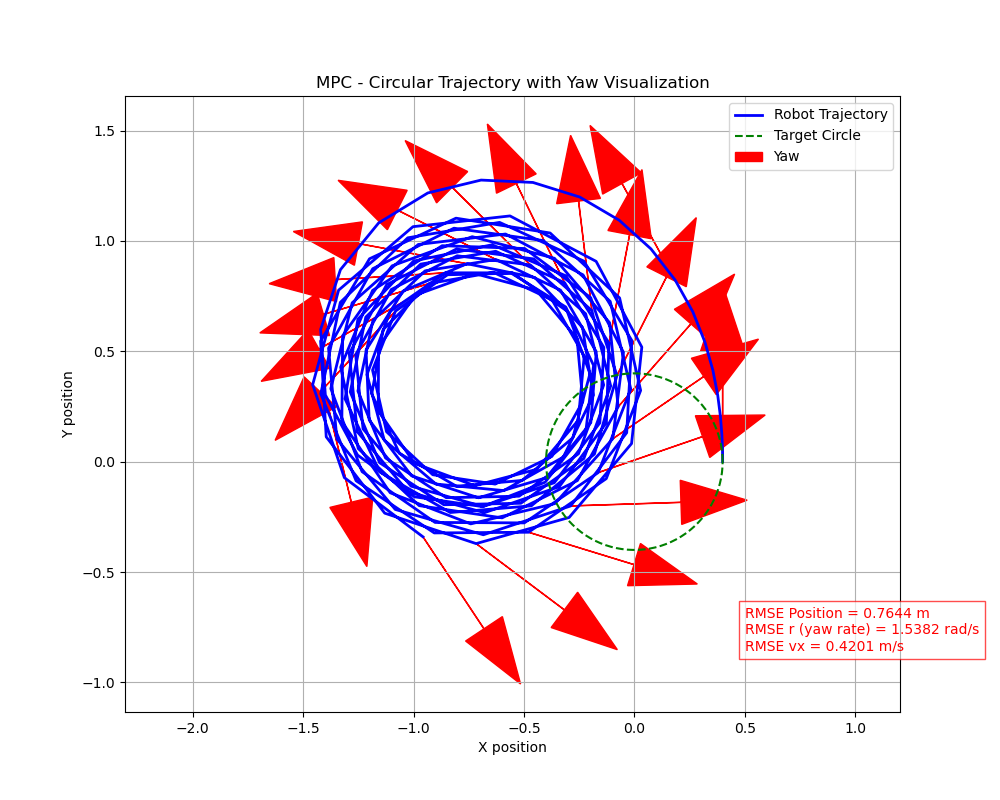 MPC - Circular Trajectory with Yaw Visualization
Robot Trajectory
Target Circle
Yaw
1.5
1.0
0.5
0.0
−0.5
−1.0
Y position
RMSE Position = 0.7644 m
RMSE r (yaw rate) = 1.5382 rad/s
RMSE vx = 0.4201 m/s
−2.0 −1.5 −1.0 −0.5 0.0 0.5 1.0
X position